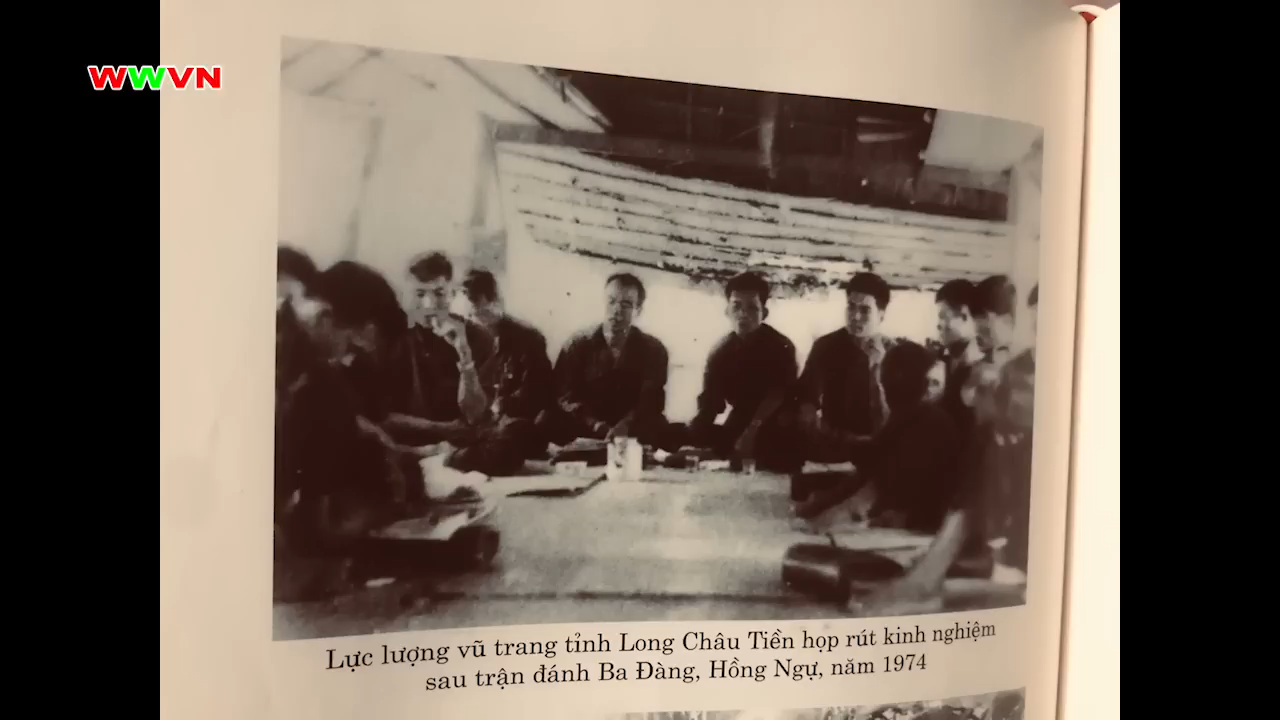 WWVN
Lực lượng vũ trang tỉnh Long Châu Tiền họp rút kinh nghiệm
sau trận đánh Ba Đàng, Hồng Ngự, năm 1974